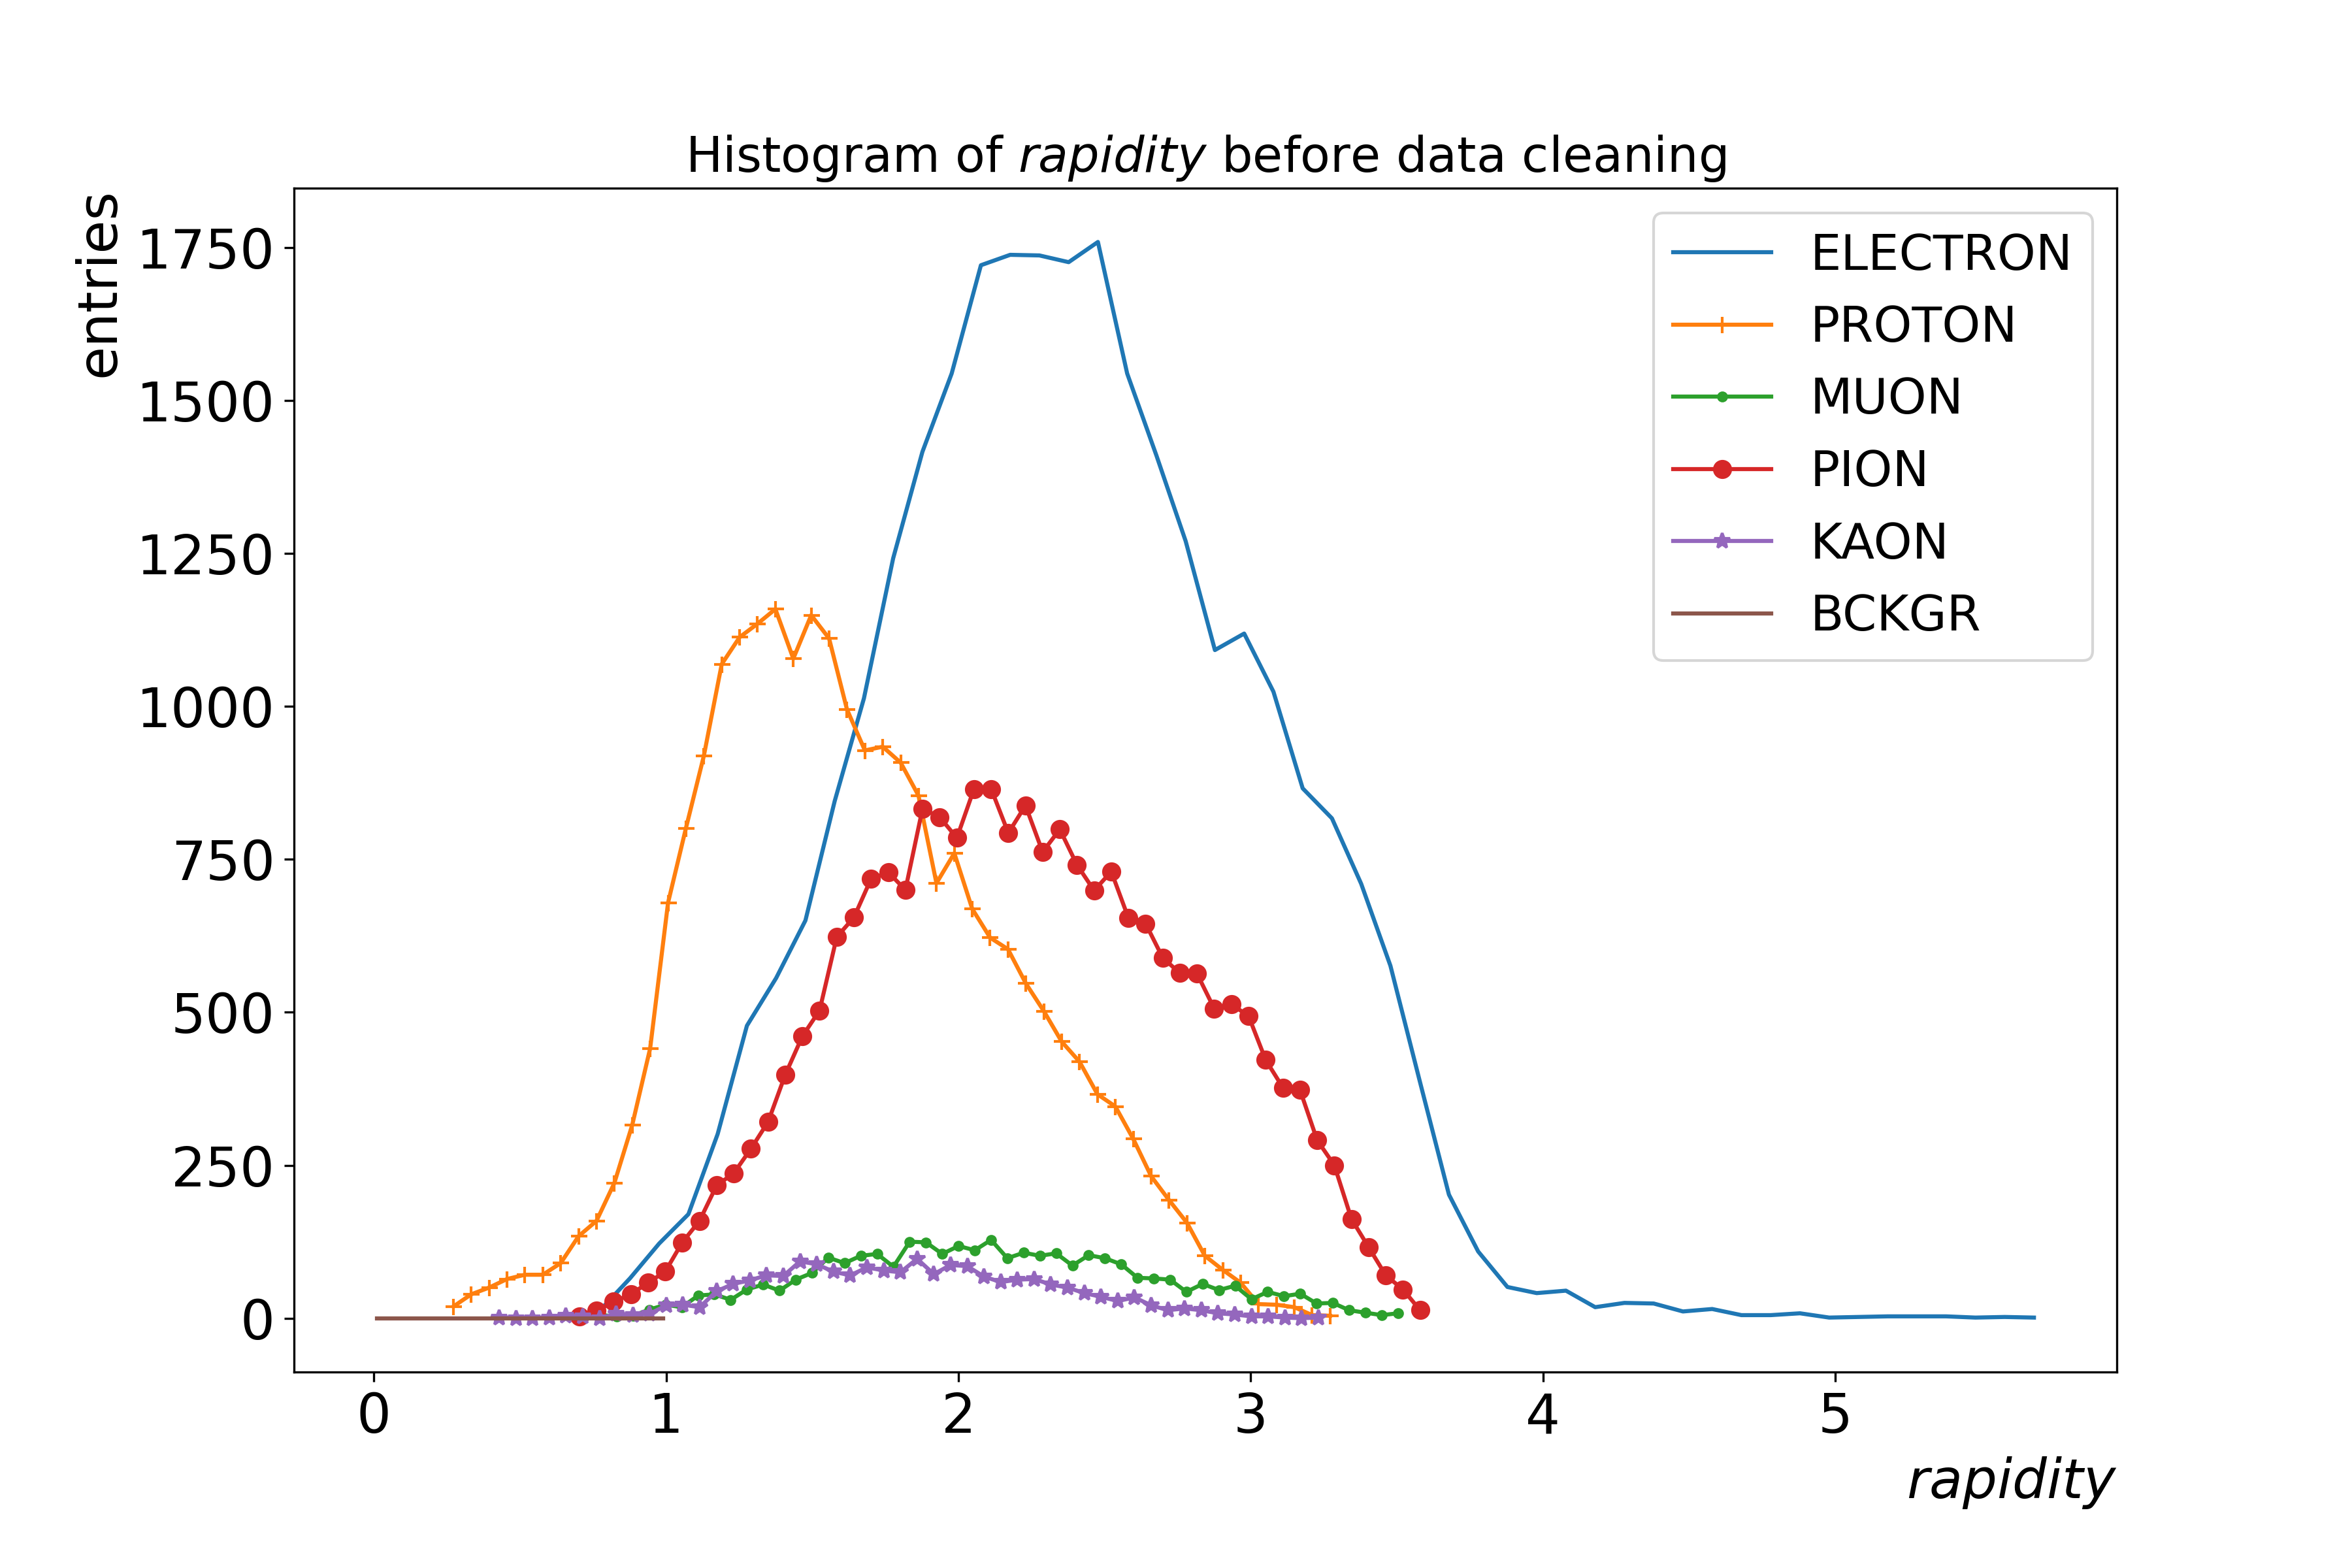 Histogram of rapidity before data cleaning
entries
1750
1500
1250
1000
750
500
250
0
0 1 2 3 4 5
rapidity
ELECTRON
PROTON
MUON
PION
KAON
BCKGR